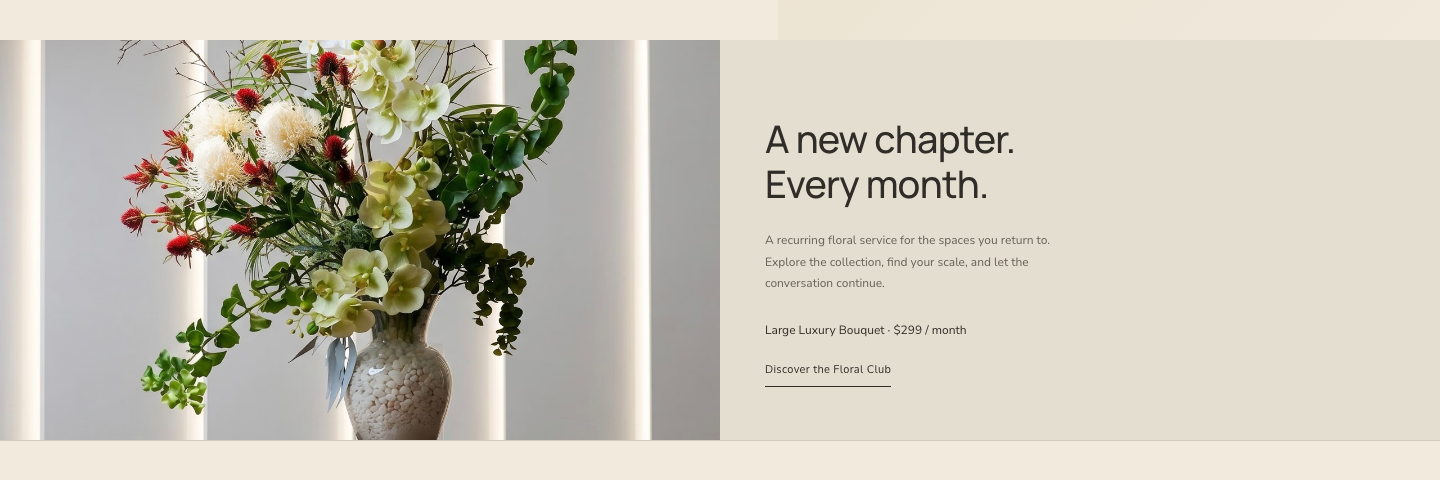 A new chapter.
Every month.
A recurring floral service for the spaces you return to.
Explore the collection, find your scale, and let the
conversation continue.
Large Luxury Bouquet · $299 / month
Discover the Floral Club